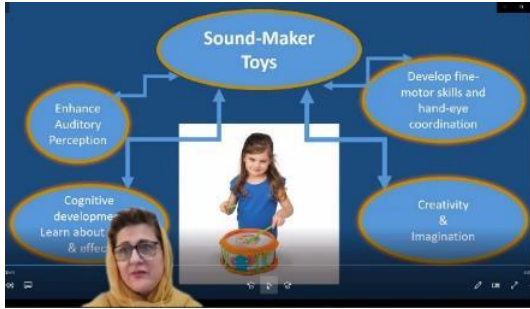 Sound-Maker
Toys
Enhance
Auditory
Perception
Develop fine-
motor skills and
hand-eye
coordination
Cognitive
Learn about
& effect
Creativity
&
Imagination